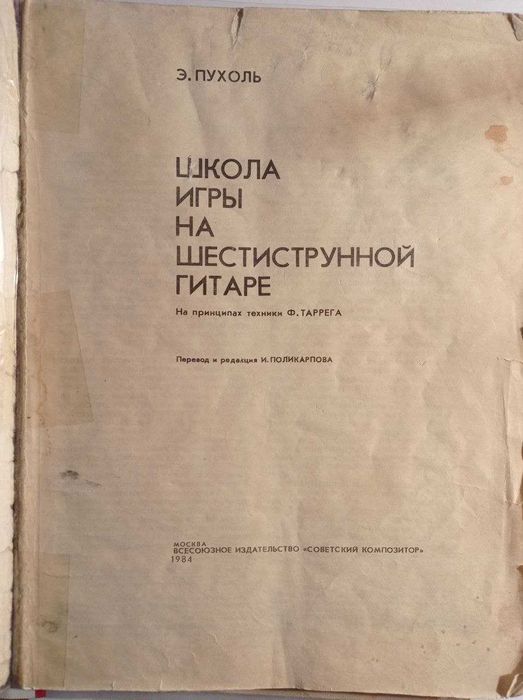 Э. ПУХОЛЬ
ШКОЛА
ИГРЫ
НА
ШЕСТИСТРУННОЙ
ГИТАРЕ
На принципах техники Ф. ТАРРЕГА
Перевод и редакция И. ПОЛИКАРПОВА
МОСКВА
ВСЕСОЮЗНОЕ ИЗДАТЕЛЬСТВО «СОВЕТСКИЙ КОМПОЗИТОР»
1984